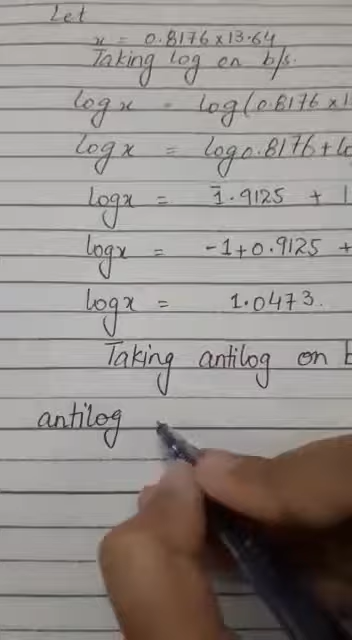 Let
x = 0.8176 x 13.64
Taking log on b/s.
log x = log (0.8176 x 1
log x = log 0.8176 + lo
log x = 1̄.9125 + 1
log x = -1 + 0.9125 +
log x = 1.0473.
Taking antilog on b
antilog